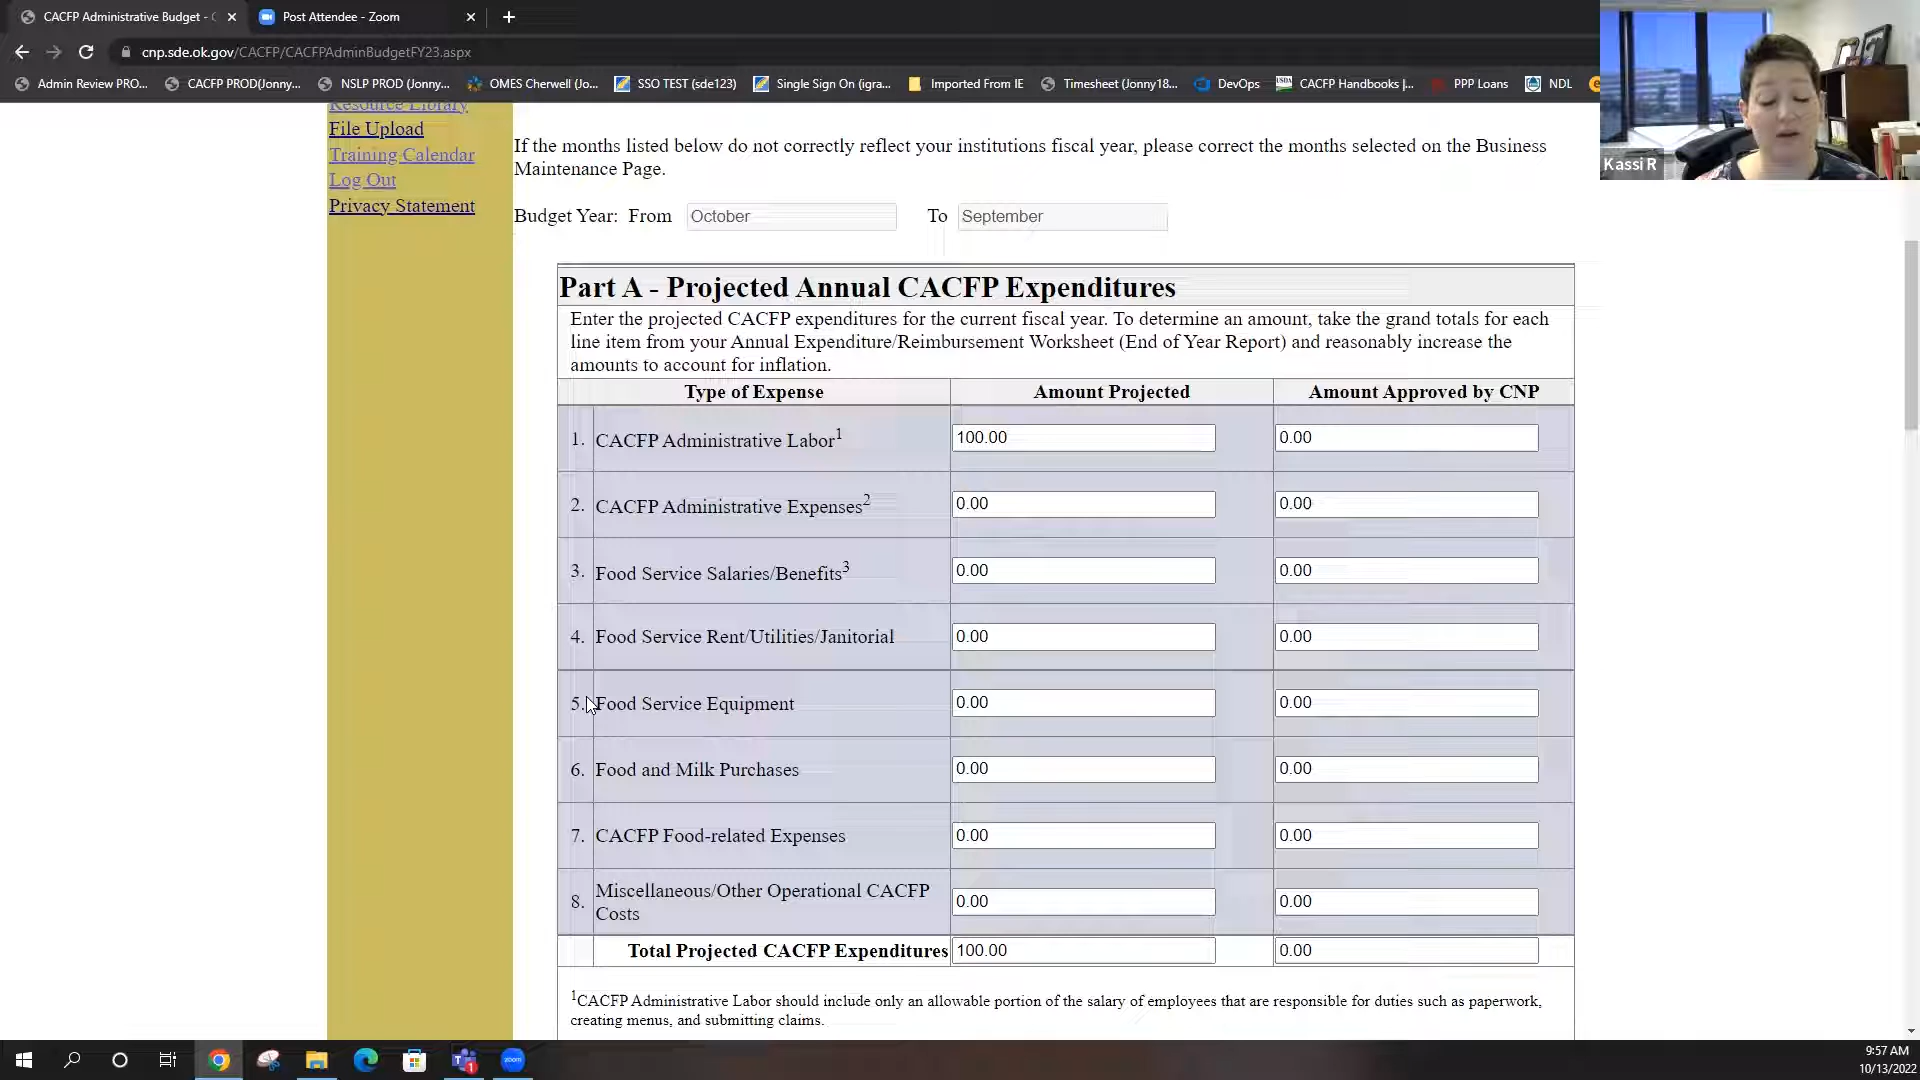 CACFP Administrative Budget -
Post Attendee - Zoom
cnp.sde.ok.gov/CACFP/CACFPAdminBudgetFY23.aspx
Admin Review PRO...
CACFP PROD(Jonny...
NSLP PROD (Jonny...
OMES Cherwell (Jo...
SSO TEST (sde123)
Single Sign On (igra...
Imported From IE
Timesheet (Jonny18...
DevOps
CACFP Handbooks |...
PPP Loans
NDL
Kassi R
Resource Library
File Upload
Training Calendar
Log Out
Privacy Statement
If the months listed below do not correctly reflect your institutions fiscal year, please correct the months selected on the Business
Maintenance Page.
Budget Year: From October To September
Part A - Projected Annual CACFP Expenditures
Enter the projected CACFP expenditures for the current fiscal year. To determine an amount, take the grand totals for each
line item from your Annual Expenditure/Reimbursement Worksheet (End of Year Report) and reasonably increase the
amounts to account for inflation.
Type of Expense Amount Projected Amount Approved by CNP
1. CACFP Administrative Labor1 100.00 0.00
2. CACFP Administrative Expenses2 0.00 0.00
3. Food Service Salaries/Benefits3 0.00 0.00
4. Food Service Rent/Utilities/Janitorial 0.00 0.00
5. Food Service Equipment 0.00 0.00
6. Food and Milk Purchases 0.00 0.00
7. CACFP Food-related Expenses 0.00 0.00
8. Miscellaneous/Other Operational CACFP
Costs 0.00 0.00
Total Projected CACFP Expenditures 100.00 0.00
1CACFP Administrative Labor should include only an allowable portion of the salary of employees that are responsible for duties such as paperwork,
creating menus, and submitting claims.
zoom
1
9:57 AM
10/13/2022